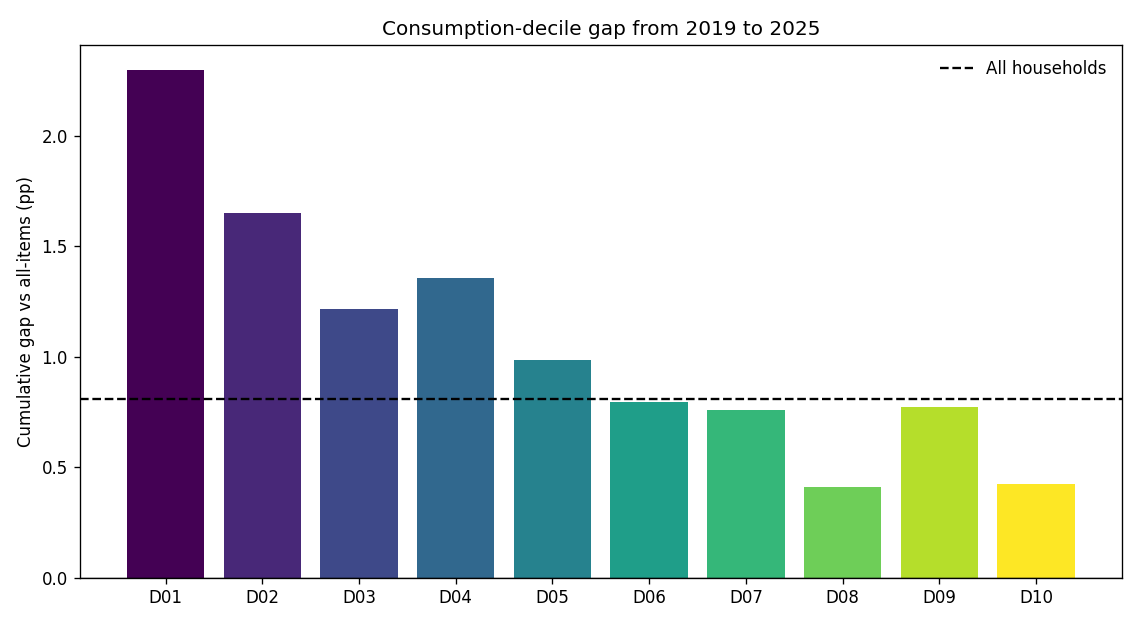 Consumption-decile gap from 2019 to 2025
All households
Cumulative gap vs all-items (pp)
2.0
1.5
1.0
0.5
0.0
D01 D02 D03 D04 D05 D06 D07 D08 D09 D10